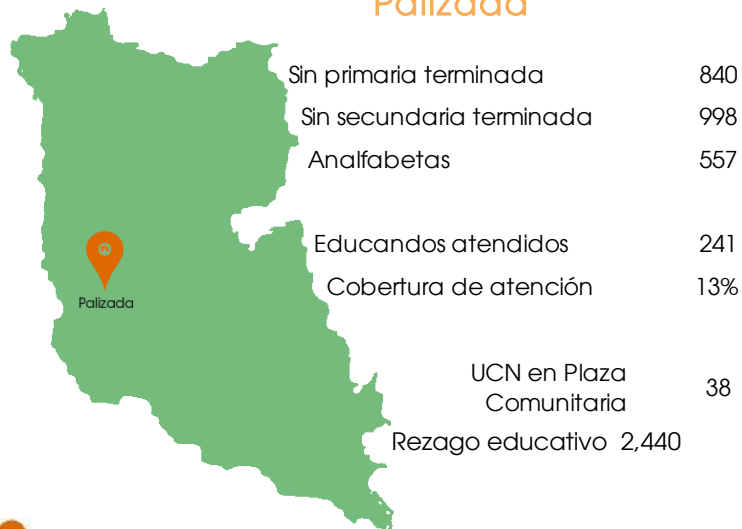 Palizada
Sin primaria terminada 840
Sin secundaria terminada 998
Analfabetas 557
Educandos atendidos 241
Cobertura de atención 13%
Palizada
UCN en Plaza
Comunitaria 38
Rezago educativo 2,440